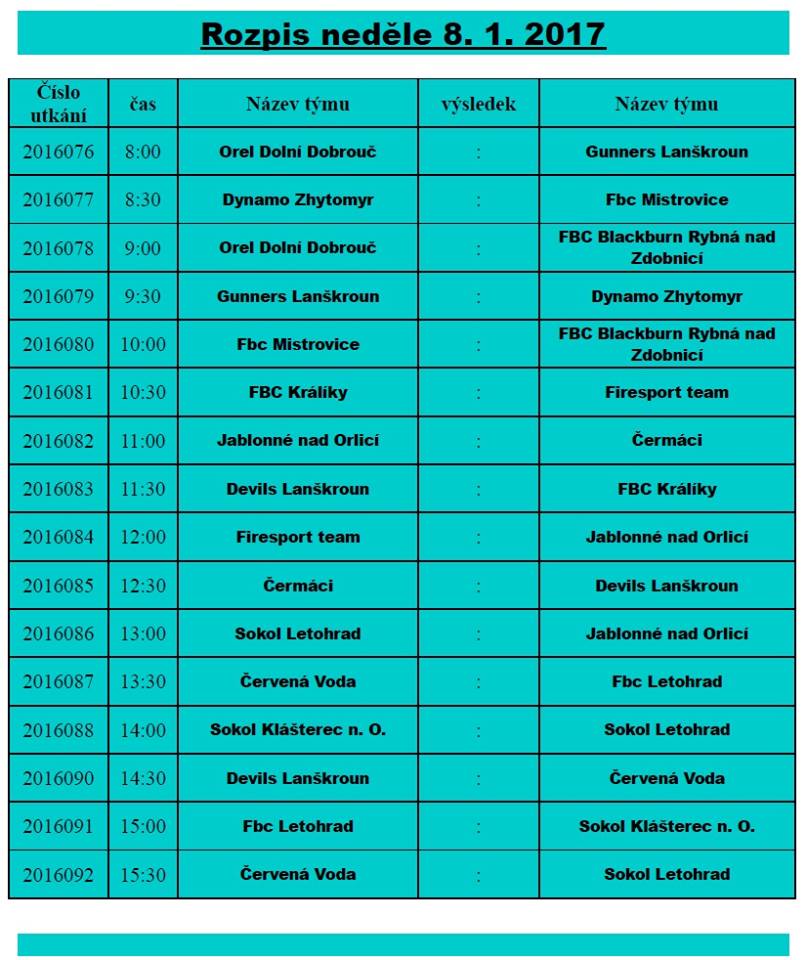 Rozpis neděle 8. 1. 2017
Číslo utkání čas Název týmu výsledek Název týmu
2016076 8:00 Orel Dolní Dobrouč : Gunners Lanškroun
2016077 8:30 Dynamo Zhytomyr : Fbc Mistrovice
2016078 9:00 Orel Dolní Dobrouč : FBC Blackburn Rybná nad Zdobnicí
2016079 9:30 Gunners Lanškroun : Dynamo Zhytomyr
2016080 10:00 Fbc Mistrovice : FBC Blackburn Rybná nad Zdobnicí
2016081 10:30 FBC Králíky : Firesport team
2016082 11:00 Jablonné nad Orlicí : Čermáci
2016083 11:30 Devils Lanškroun : FBC Králíky
2016084 12:00 Firesport team : Jablonné nad Orlicí
2016085 12:30 Čermáci : Devils Lanškroun
2016086 13:00 Sokol Letohrad : Jablonné nad Orlicí
2016087 13:30 Červená Voda : Fbc Letohrad
2016088 14:00 Sokol Klášterec n. O. : Sokol Letohrad
2016090 14:30 Devils Lanškroun : Červená Voda
2016091 15:00 Fbc Letohrad : Sokol Klášterec n. O.
2016092 15:30 Červená Voda : Sokol Letohrad